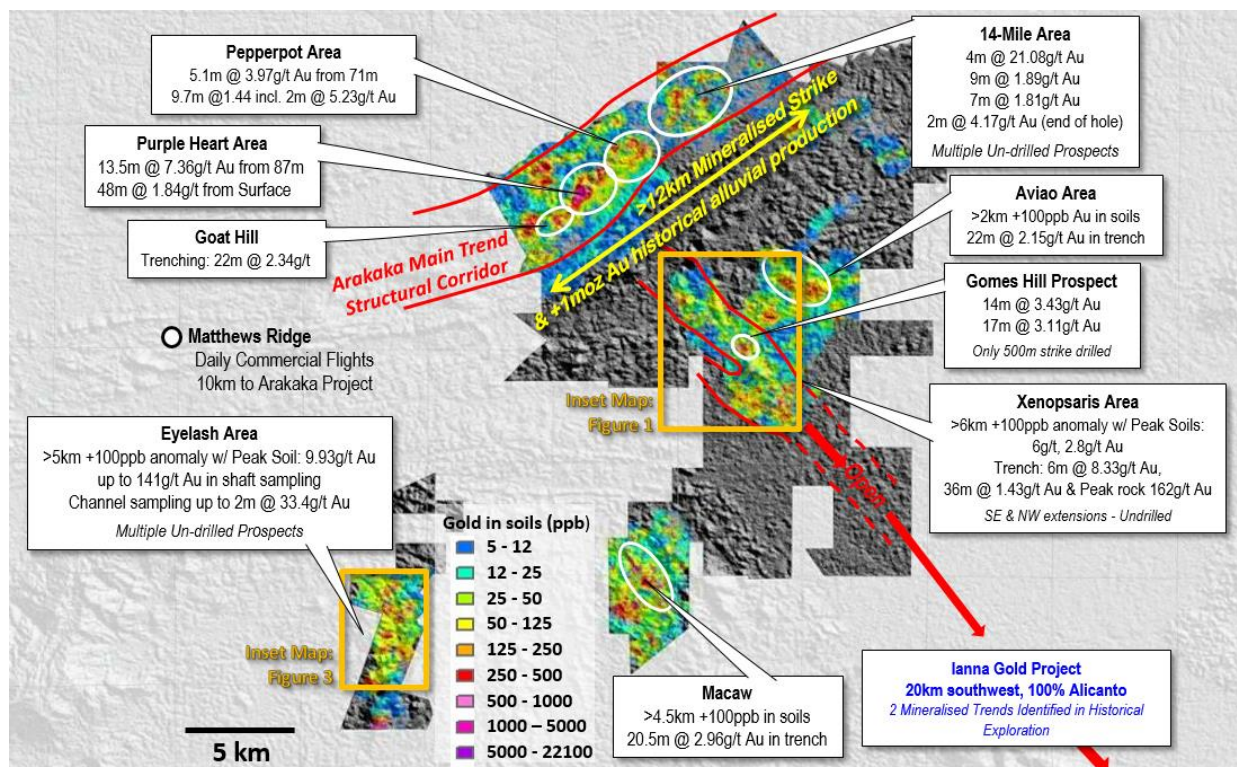 Pepperpot Area
5.1m @ 3.97g/t Au from 71m
9.7m @1.44 incl. 2m @ 5.23g/t Au
Purple Heart Area
13.5m @ 7.36g/t Au from 87m
48m @ 1.84g/t from Surface
Goat Hill
Trenching: 22m @ 2.34g/t
14-Mile Area
4m @ 21.08g/t Au
9m @ 1.89g/t Au
7m @ 1.81g/t Au
2m @ 4.17g/t Au (end of hole)
Multiple Un-drilled Prospects
>12km Mineralised Strike
& +1moz Au historical alluvial production
Arakaka Main Trend
Structural Corridor
Aviao Area
>2km +100ppb Au in soils
22m @ 2.15g/t Au in trench
Gomes Hill Prospect
14m @ 3.43g/t Au
17m @ 3.11g/t Au
Only 500m strike drilled
Matthews Ridge
Daily Commercial Flights
10km to Arakaka Project
Inset Map:
Figure 1
Xenopsaris Area
>6km +100ppb anomaly w/ Peak Soils:
6g/t, 2.8g/t Au
Trench: 6m @ 8.33g/t Au,
36m @ 1.43g/t Au & Peak rock 162g/t Au
SE & NW extensions - Undrilled
Open
Eyelash Area
>5km +100ppb anomaly w/ Peak Soil: 9.93g/t Au
up to 141g/t Au in shaft sampling
Channel sampling up to 2m @ 33.4g/t Au
Multiple Un-drilled Prospects
Gold in soils (ppb)
5 - 12
12 - 25
25 - 50
50 - 125
125 - 250
250 - 500
500 - 1000
1000 – 5000
5000 - 22100
Inset Map:
Figure 3
5 km
Macaw
>4.5km +100ppb in soils
20.5m @ 2.96g/t Au in trench
Ianna Gold Project
20km southwest, 100% Alicanto
2 Mineralised Trends Identified in Historical
Exploration